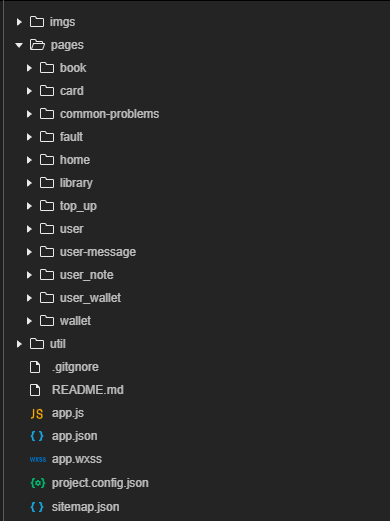 imgs
pages
book
card
common-problems
fault
home
library
top_up
user
user-message
user_note
user_wallet
wallet
util
.gitgnore
README.md
JS app.js
{ } app.json
WXSS app.wxss
{o} project.config.json
{ } sitemap.json